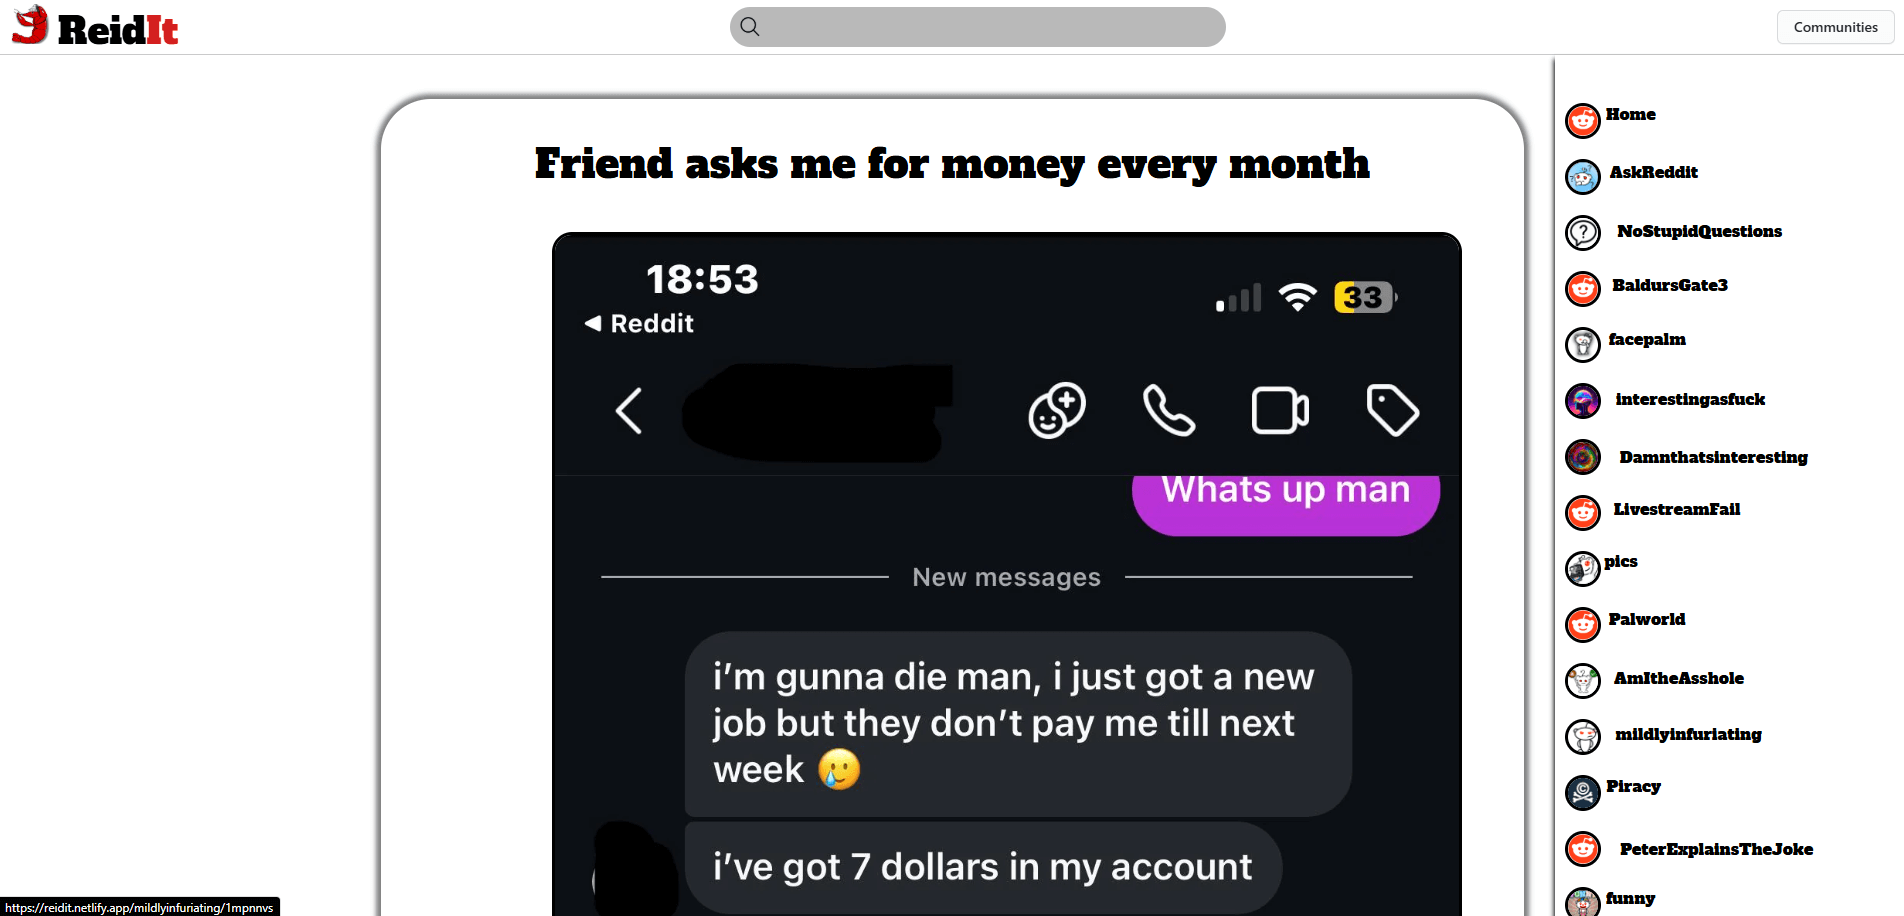 ReidIt
Communities
Friend asks me for money every month
18:53
Reddit
33
Whats up man
New messages
i’m gunna die man, i just got a new
job but they don’t pay me till next
week 🥲
i’ve got 7 dollars in my account
Home
AskReddit
NoStupidQuestions
BaldursGate3
facepalm
interestingasfuck
Damnthatsinteresting
LivestreamFail
pics
Palworld
AmItheAsshole
mildlyinfuriating
Piracy
PeterExplainsTheJoke
funny
https://reidit.netlify.app/mildlyinfuriating/1mpnnvs